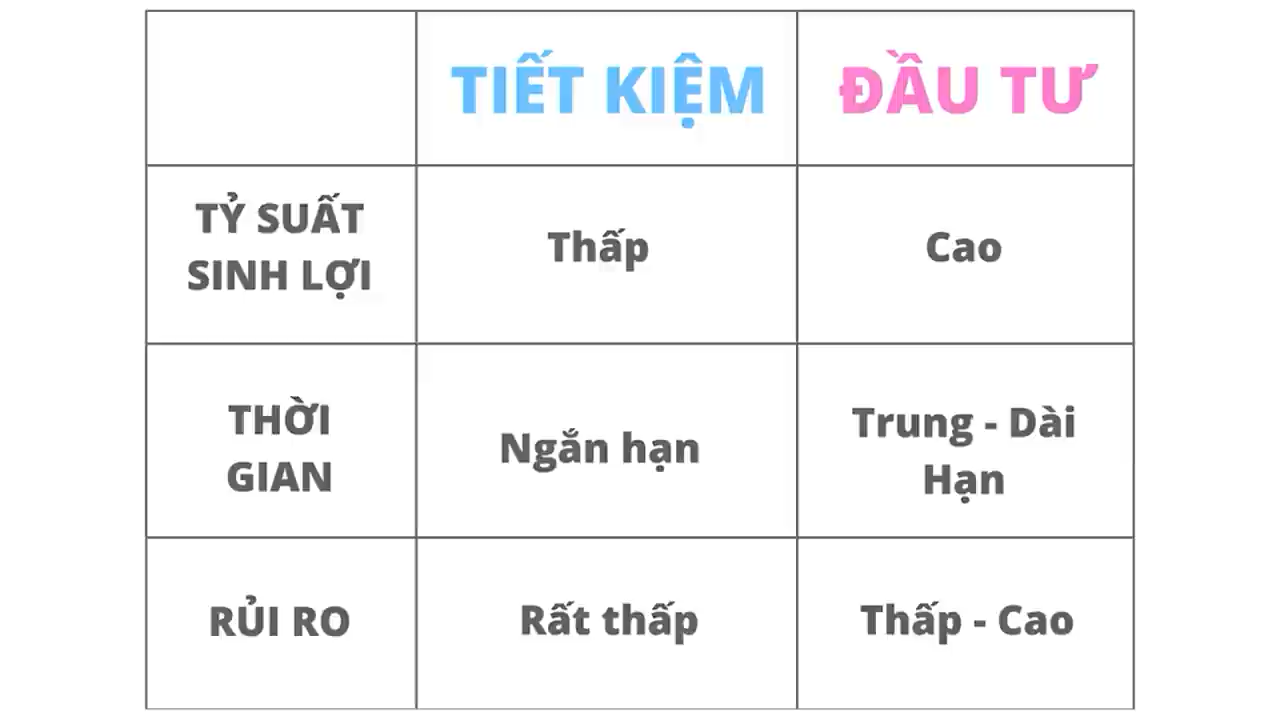 TIẾT KIỆM ĐẦU TƯ
TỶ SUẤT
SINH LỢI
Thấp
Cao
THỜI
GIAN
Ngắn hạn
Trung - Dài
Hạn
RỦI RO
Rất thấp
Thấp - Cao